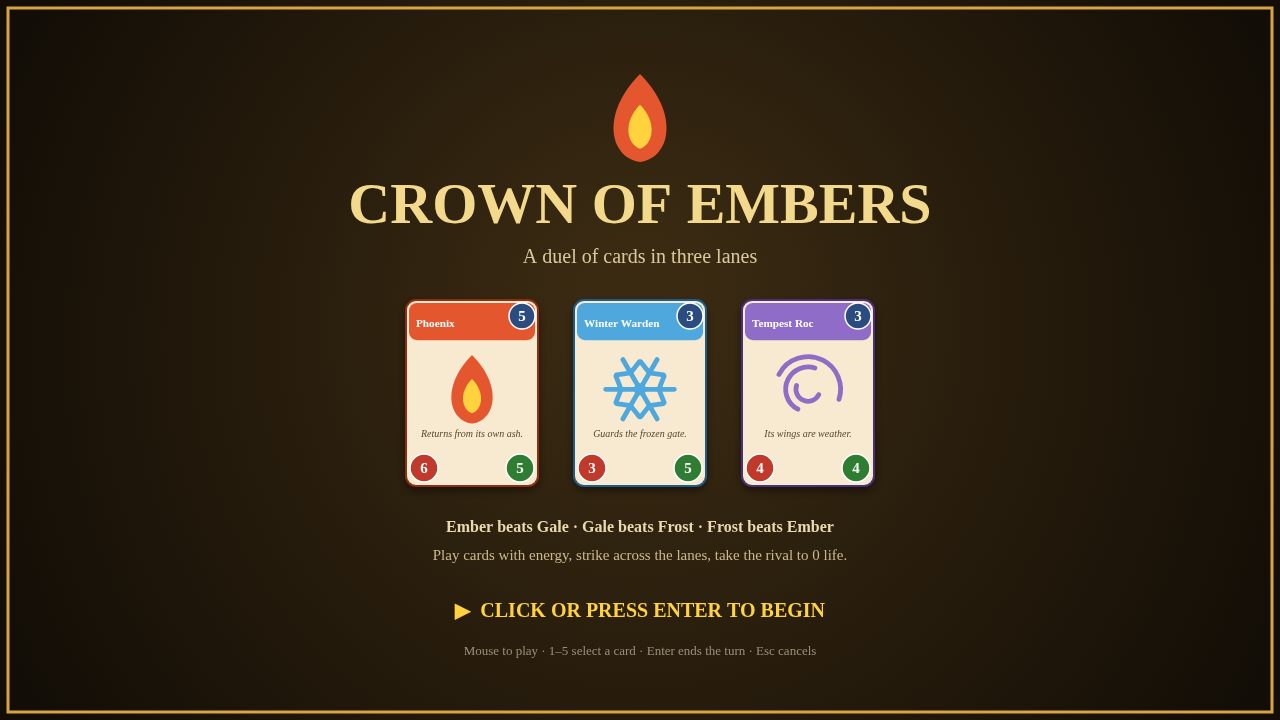 CROWN OF EMBERS
A duel of cards in three lanes
Phoenix 5
Returns from its own ash.
6 5
Winter Warden 3
Guards the frozen gate.
3 5
Tempest Roc 3
Its wings are weather.
4 4
Ember beats Gale · Gale beats Frost · Frost beats Ember
Play cards with energy, strike across the lanes, take the rival to 0 life.
▶ CLICK OR PRESS ENTER TO BEGIN
Mouse to play · 1–5 select a card · Enter ends the turn · Esc cancels